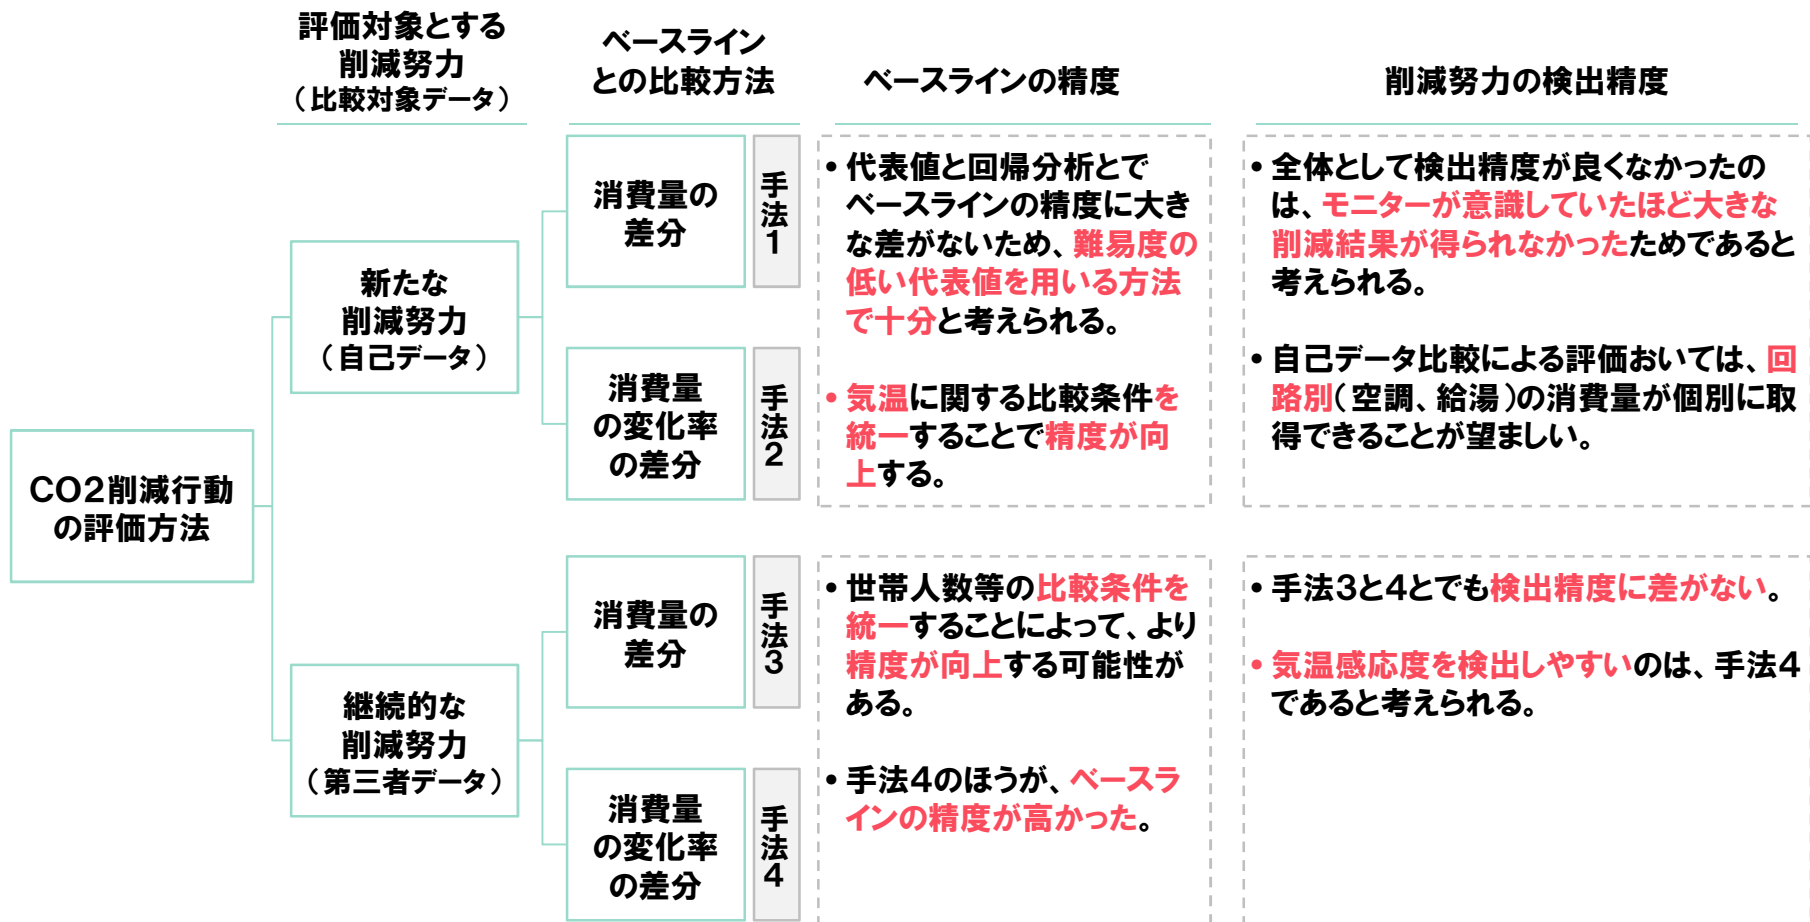 評価対象とする
削減努力
（比較対象データ）
ベースライン
との比較方法
ベースラインの精度
削減努力の検出精度
CO2削減行動
の評価方法
新たな
削減努力
（自己データ）
消費量の
差分
手法1
消費量
の変化率
の差分
手法2
•代表値と回帰分析とで
ベースラインの精度に大き
な差がないため、難易度の
低い代表値を用いる方法
で十分と考えられる。
•気温に関する比較条件を
統一することで精度が向
上する。
•全体として検出精度が良くなかったの
は、モニターが意識していたほど大きな
削減結果が得られなかったためであると
考えられる。
•自己データ比較による評価おいては、回
路別（空調、給湯）の消費量が個別に取
得できることが望ましい。
継続的な
削減努力
（第三者データ）
消費量の
差分
手法3
消費量
の変化率
の差分
手法4
•世帯人数等の比較条件を
統一することによって、より
精度が向上する可能性が
ある。
•手法4のほうが、ベースラ
インの精度が高かった。
•手法3と4とでも検出精度に差がない。
•気温感応度を検出しやすいのは、手法4
であると考えられる。